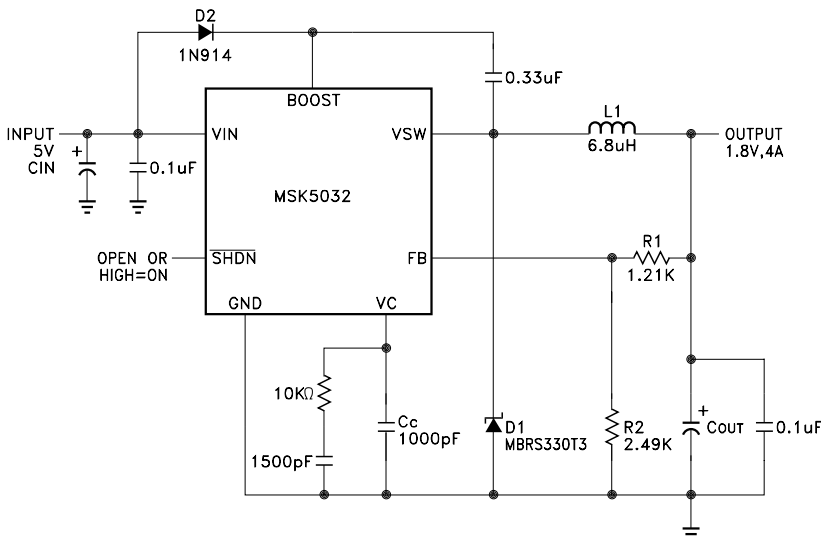 D2
1N914
BOOST
0.33uF
INPUT
5V
CIN
+
0.1uF
VIN
VSW
L1
6.8uH
OUTPUT
1.8V,4A
MSK5032
OPEN OR
HIGH=ON
SHDN
FB
R1
1.21K
GND
VC
10KΩ
1500pF
Cc
1000pF
D1
MBRS330T3
R2
2.49K
+
COUT
0.1uF